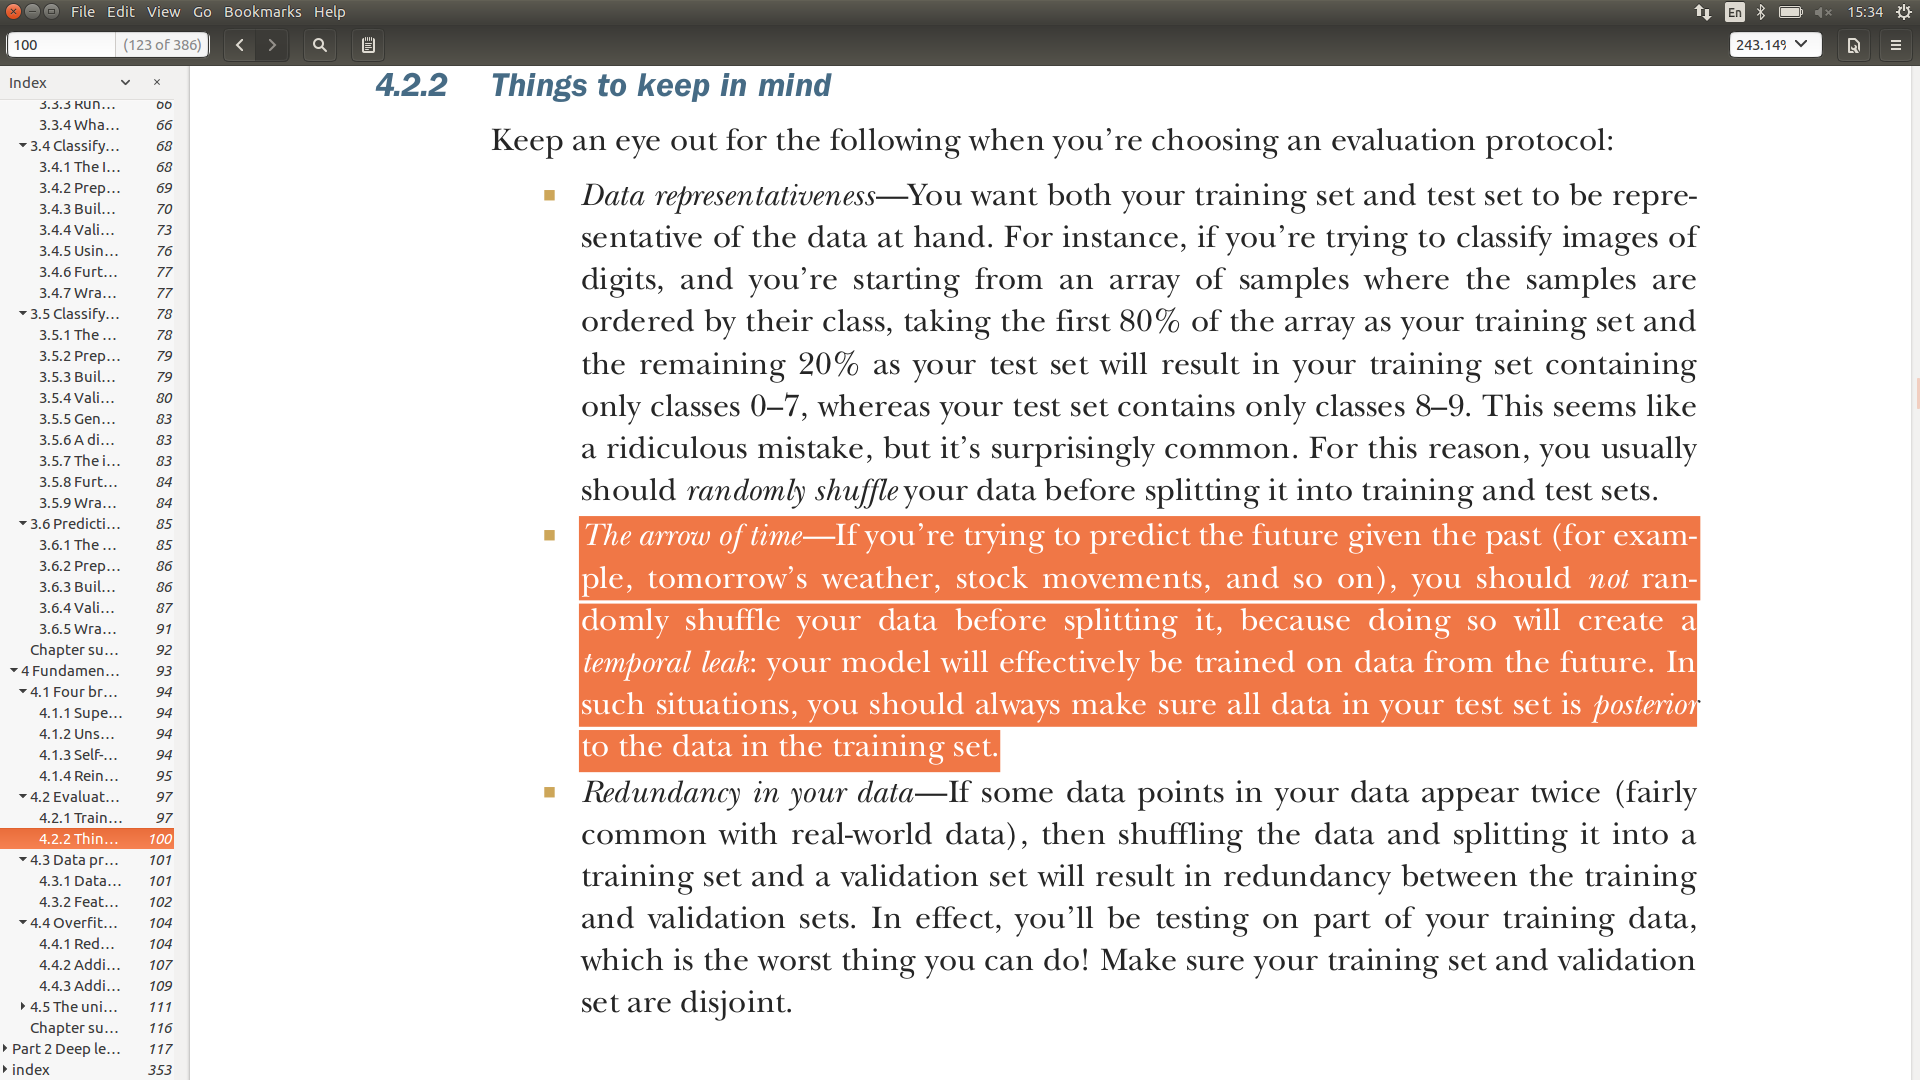 File Edit View Go Bookmarks Help
En 15:34
100 (123 of 386)
243.14%
Index
3.3.3 Run... 66
3.3.4 Wha... 66
3.4 Classify... 68
3.4.1 The I... 68
3.4.2 Prep... 69
3.4.3 Buil... 70
3.4.4 Vali... 73
3.4.5 Usin... 76
3.4.6 Furt... 77
3.4.7 Wra... 77
3.5 Classify... 78
3.5.1 The ... 78
3.5.2 Prep... 79
3.5.3 Buil... 79
3.5.4 Vali... 80
3.5.5 Gen... 83
3.5.6 A di... 83
3.5.7 The i... 83
3.5.8 Furt... 84
3.5.9 Wra... 84
3.6 Predicti... 85
3.6.1 The ... 85
3.6.2 Prep... 86
3.6.3 Buil... 86
3.6.4 Vali... 87
3.6.5 Wra... 91
Chapter su... 92
4 Fundamen... 93
4.1 Four br... 94
4.1.1 Supe... 94
4.1.2 Uns... 94
4.1.3 Self-... 94
4.1.4 Rein... 95
4.2 Evaluat... 97
4.2.1 Train... 97
4.2.2 Thin... 100
4.3 Data pr... 101
4.3.1 Data... 101
4.3.2 Feat... 102
4.4 Overfit... 104
4.4.1 Red... 104
4.4.2 Addi... 107
4.4.3 Addi... 109
4.5 The uni... 111
Chapter su... 116
Part 2 Deep le... 117
index 353
4.2.2 Things to keep in mind
Keep an eye out for the following when you’re choosing an evaluation protocol:
Data representativeness—You want both your training set and test set to be repre-
sentative of the data at hand. For instance, if you’re trying to classify images of
digits, and you’re starting from an array of samples where the samples are
ordered by their class, taking the first 80% of the array as your training set and
the remaining 20% as your test set will result in your training set containing
only classes 0–7, whereas your test set contains only classes 8–9. This seems like
a ridiculous mistake, but it’s surprisingly common. For this reason, you usually
should randomly shuffle your data before splitting it into training and test sets.
The arrow of time—If you’re trying to predict the future given the past (for exam-
ple, tomorrow’s weather, stock movements, and so on), you should not ran-
domly shuffle your data before splitting it, because doing so will create a
temporal leak: your model will effectively be trained on data from the future. In
such situations, you should always make sure all data in your test set is posterior
to the data in the training set.
Redundancy in your data—If some data points in your data appear twice (fairly
common with real-world data), then shuffling the data and splitting it into a
training set and a validation set will result in redundancy between the training
and validation sets. In effect, you’ll be testing on part of your training data,
which is the worst thing you can do! Make sure your training set and validation
set are disjoint.